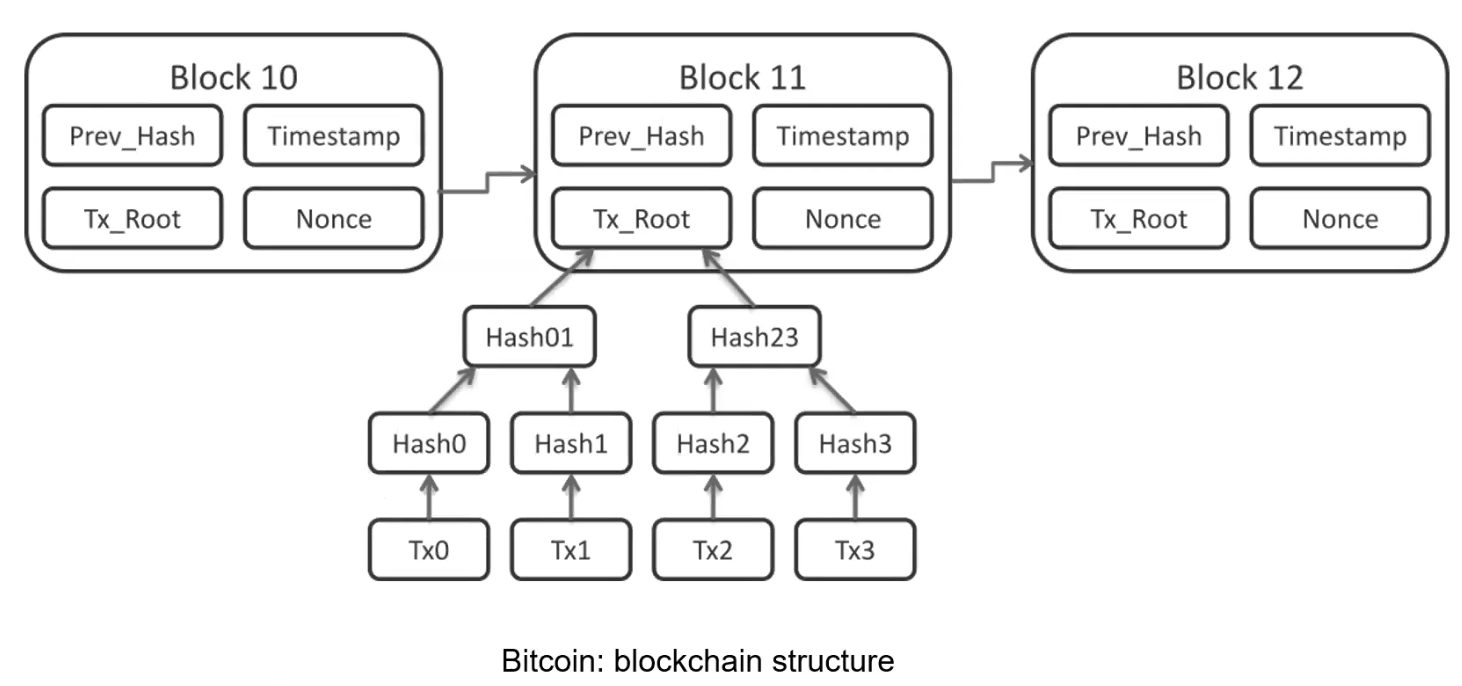 Block 10
Block 11
Block 12
Prev_Hash Timestamp
Prev_Hash Timestamp
Prev_Hash Timestamp
Tx_Root Nonce
Tx_Root Nonce
Tx_Root Nonce
Hash01 Hash23
Hash0 Hash1 Hash2 Hash3
Tx0 Tx1 Tx2 Tx3
Bitcoin: blockchain structure